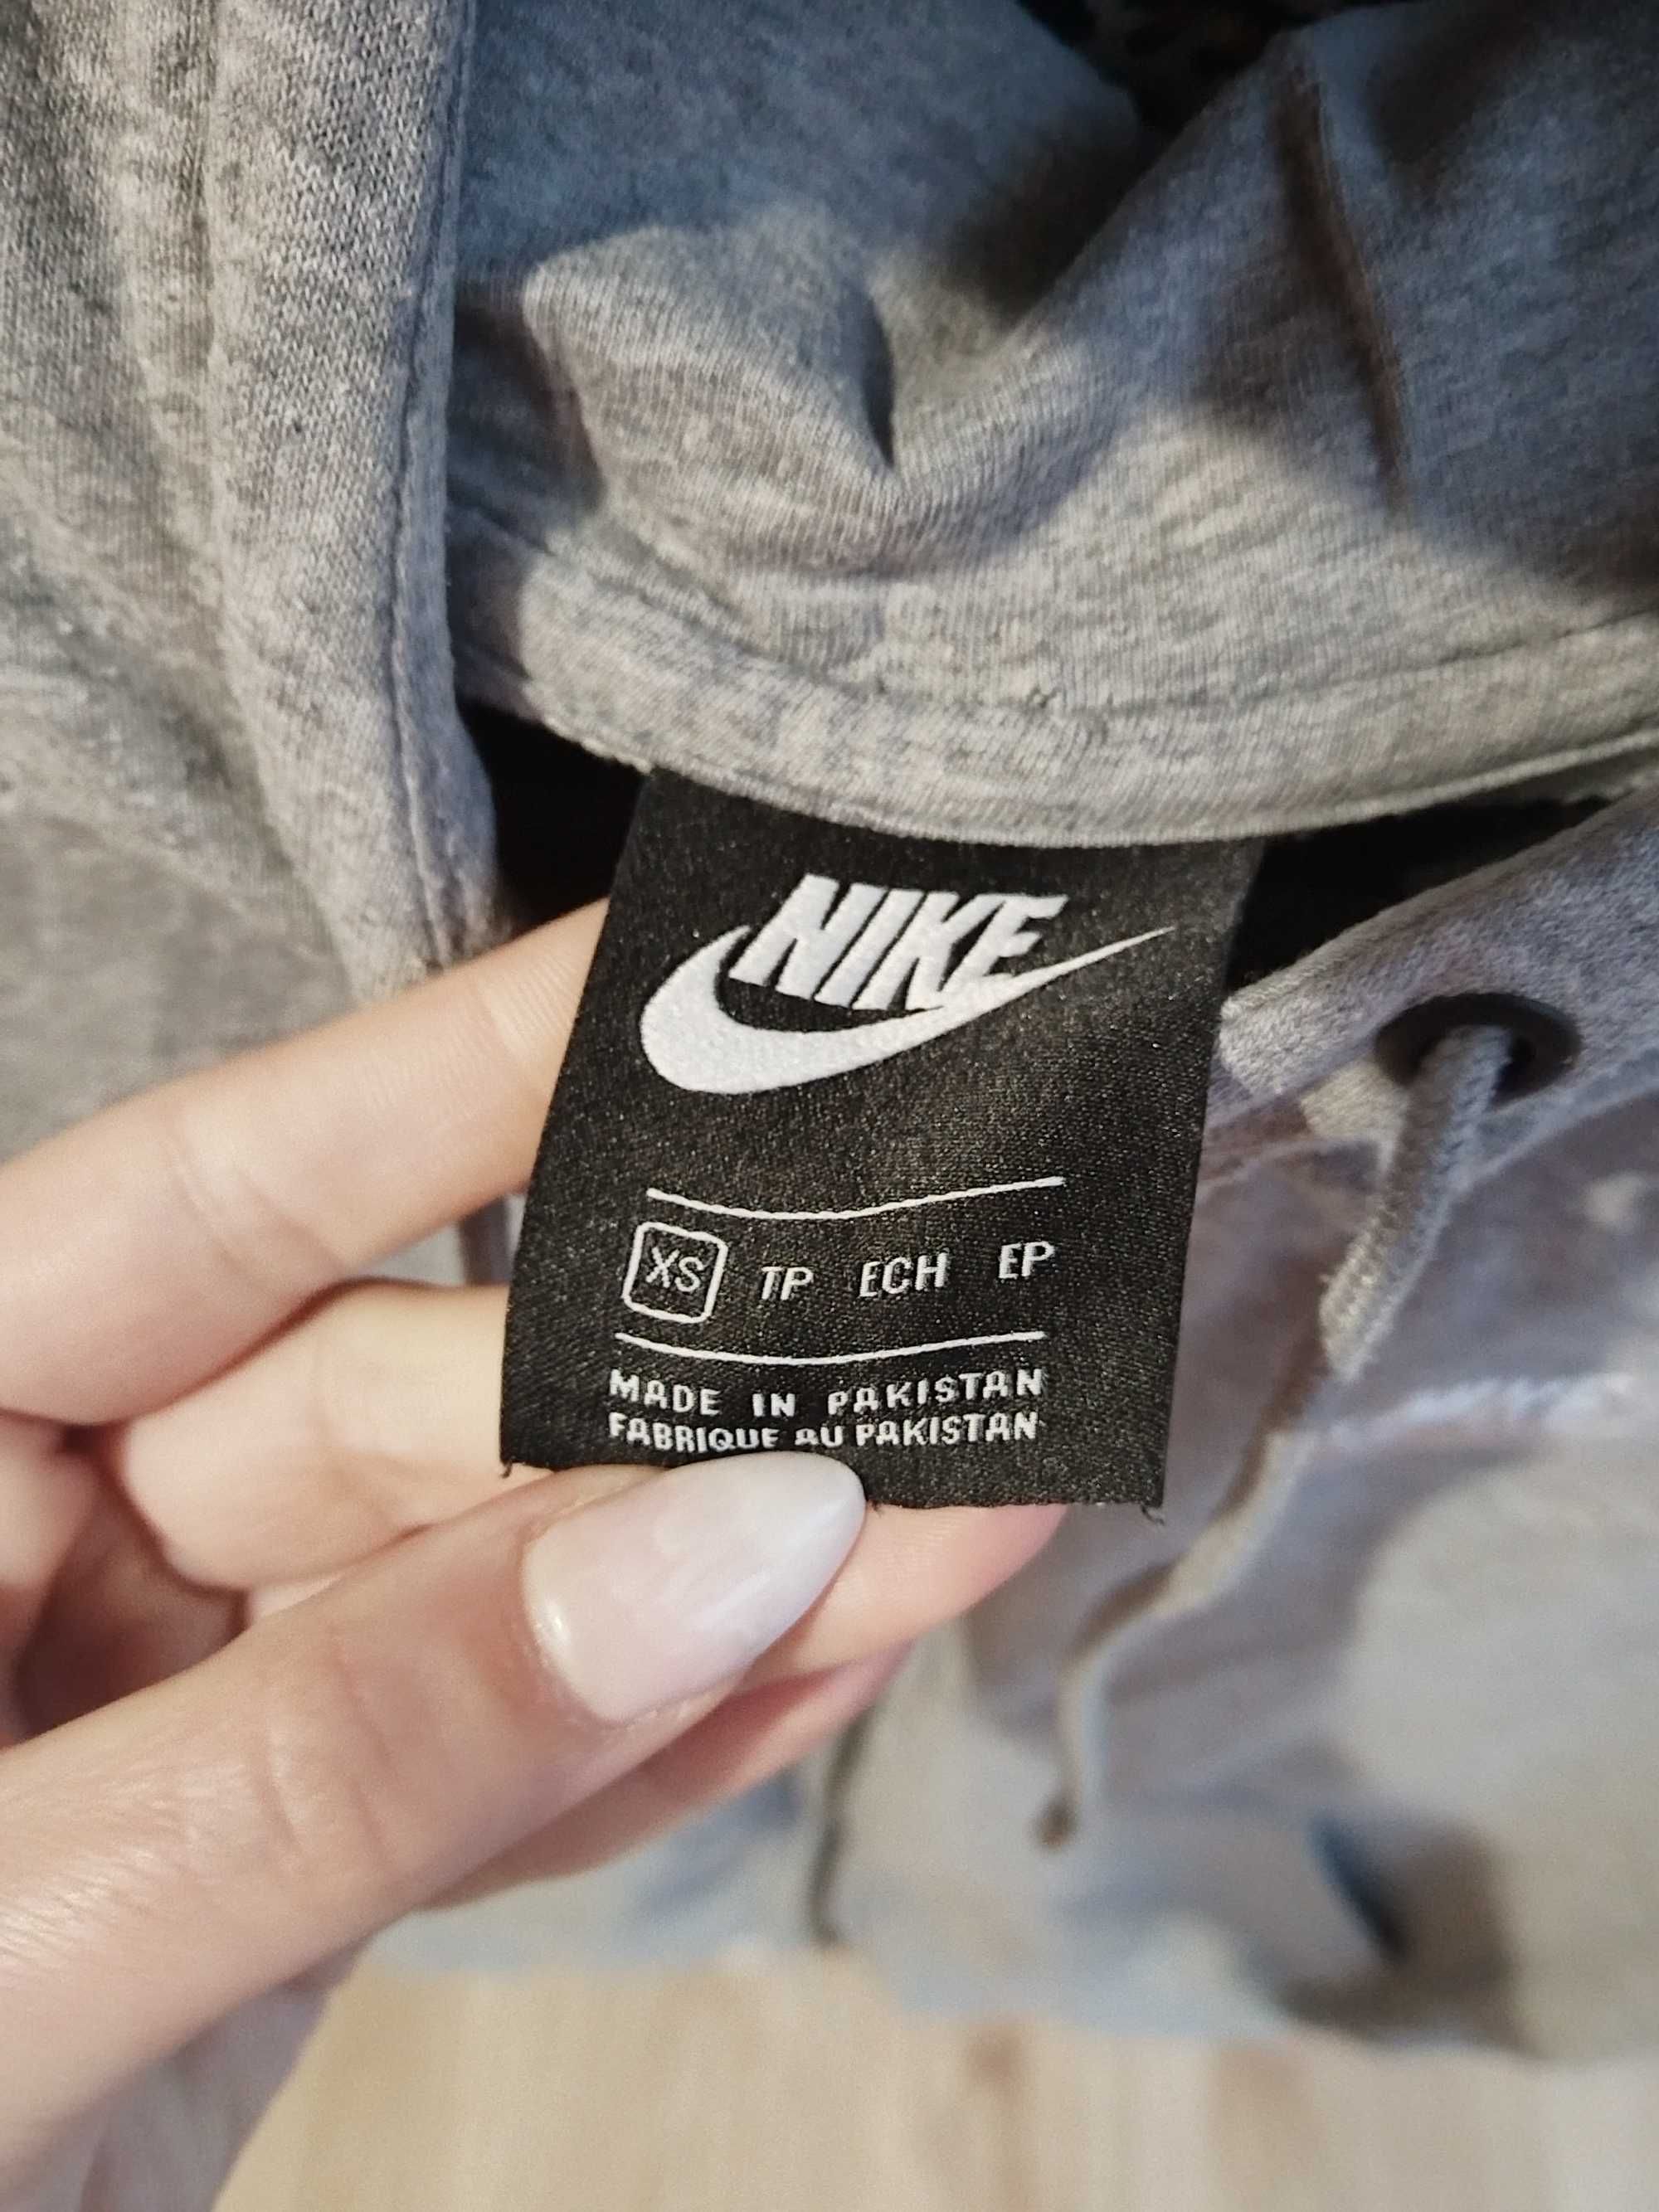 NIKE
XS TP ECH EP
MADE IN PAKISTAN
FABRIQUE AU PAKISTAN